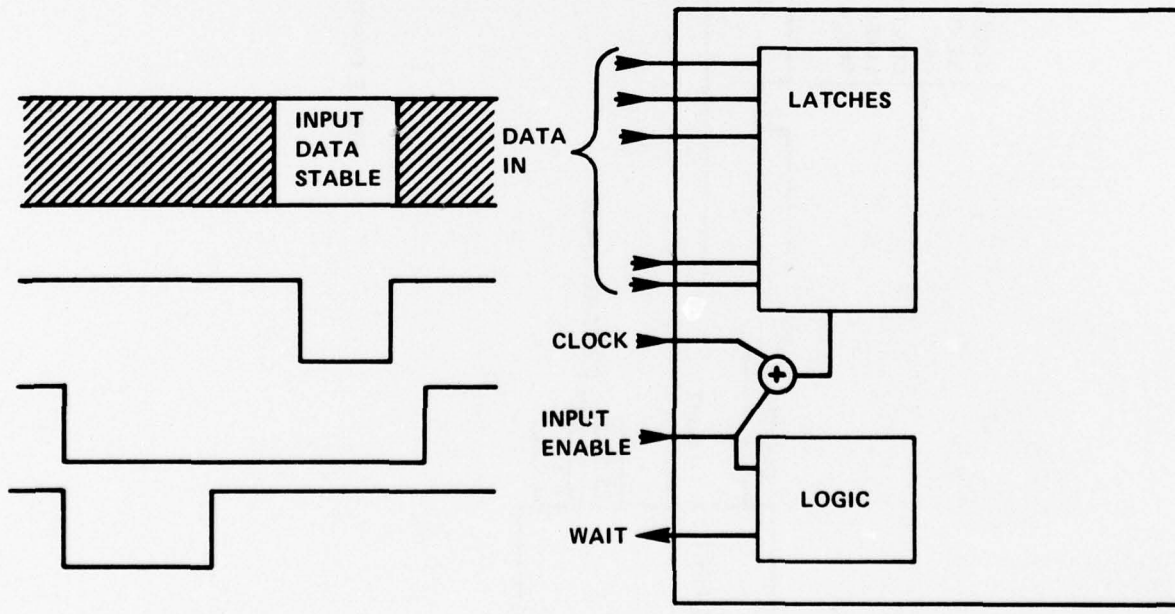 INPUT
DATA
STABLE
DATA
IN
LATCHES
CLOCK
+
INPUT
ENABLE
LOGIC
WAIT